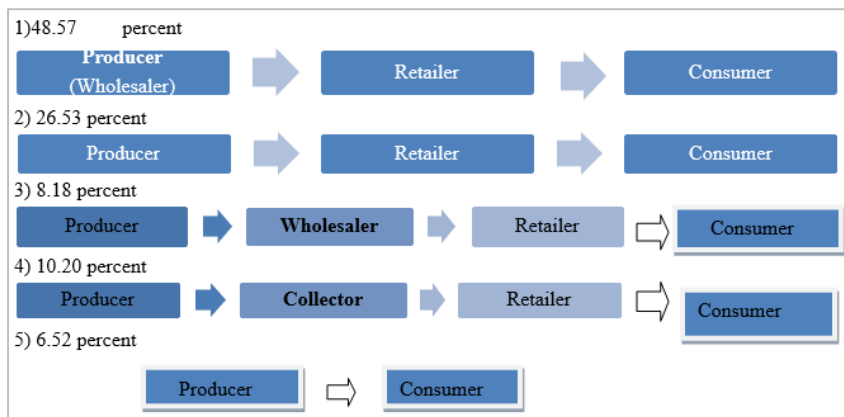 1)48.57 percent
Producer
(Wholesaler) Retailer Consumer
2) 26.53 percent
Producer Retailer Consumer
3) 8.18 percent
Producer Wholesaler Retailer Consumer
4) 10.20 percent
Producer Collector Retailer Consumer
5) 6.52 percent
Producer Consumer